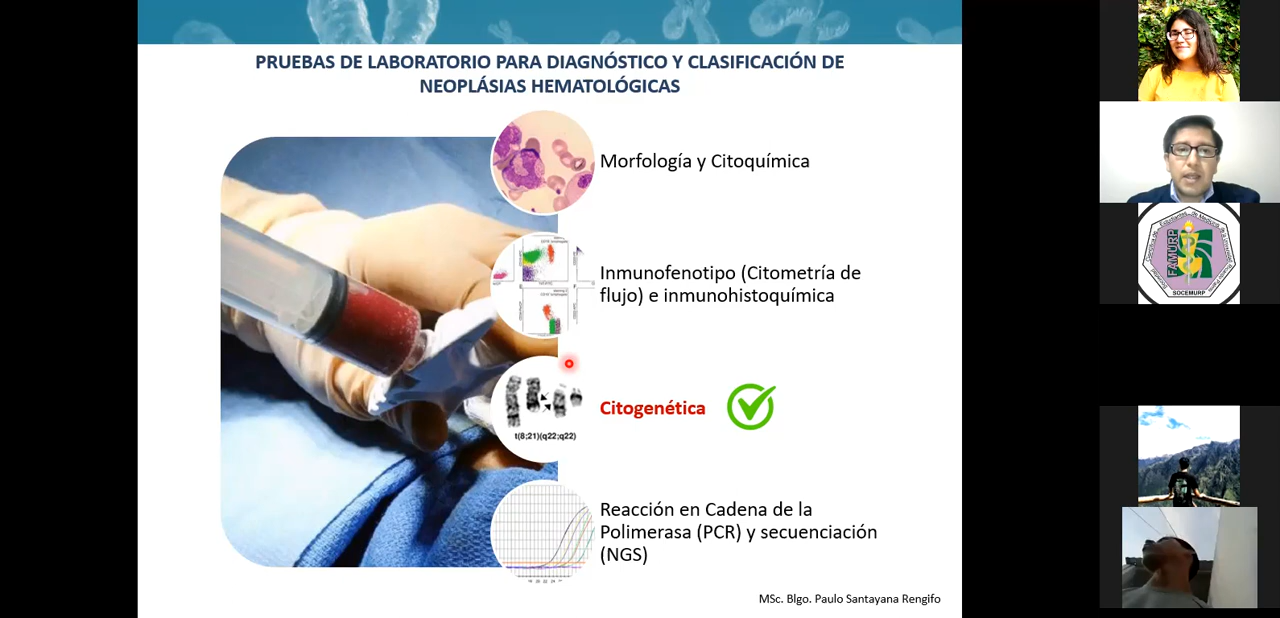 PRUEBAS DE LABORATORIO PARA DIAGNÓSTICO Y CLASIFICACIÓN DE
NEOPLÁSIAS HEMATOLÓGICAS
Morfología y Citoquímica
Inmunofenotipo (Citometría de
flujo) e inmunohistoquímica
Citogenética
t(8;21)(q22;q22)
Reacción en Cadena de la
Polimerasa (PCR) y secuenciación
(NGS)
MSc. Blgo. Paulo Santayana Rengifo
FAMURP
SOCEMURP